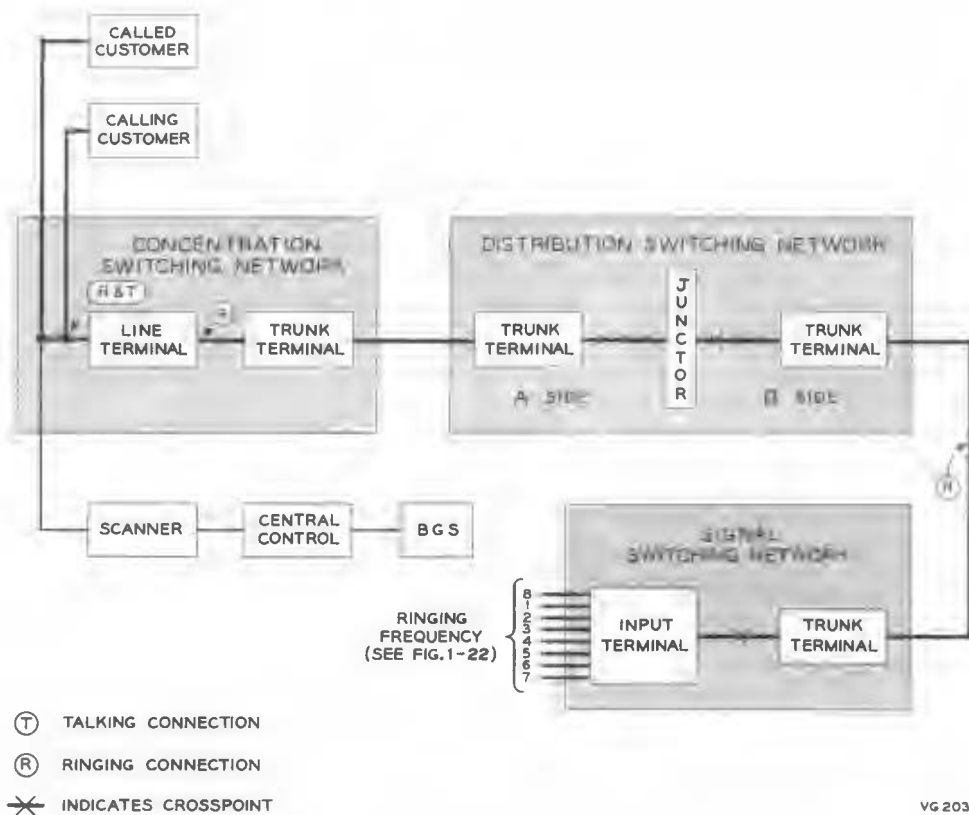 CALLED
CUSTOMER
CALLING
CUSTOMER
CONCENTRATION
SWITCHING NETWORK
R & T
LINE
TERMINAL
R
TRUNK
TERMINAL
DISTRIBUTION SWITCHING NETWORK
TRUNK
TERMINAL
JUNCTOR
TRUNK
TERMINAL
A SIDE
B SIDE
R
SCANNER
CENTRAL
CONTROL
BGS
SIGNAL
SWITCHING NETWORK
RINGING
FREQUENCY
(SEE FIG.1-22)
8
1
2
3
4
5
6
7
INPUT
TERMINAL
TRUNK
TERMINAL
T TALKING CONNECTION
R RINGING CONNECTION
INDICATES CROSSPOINT
VG 203